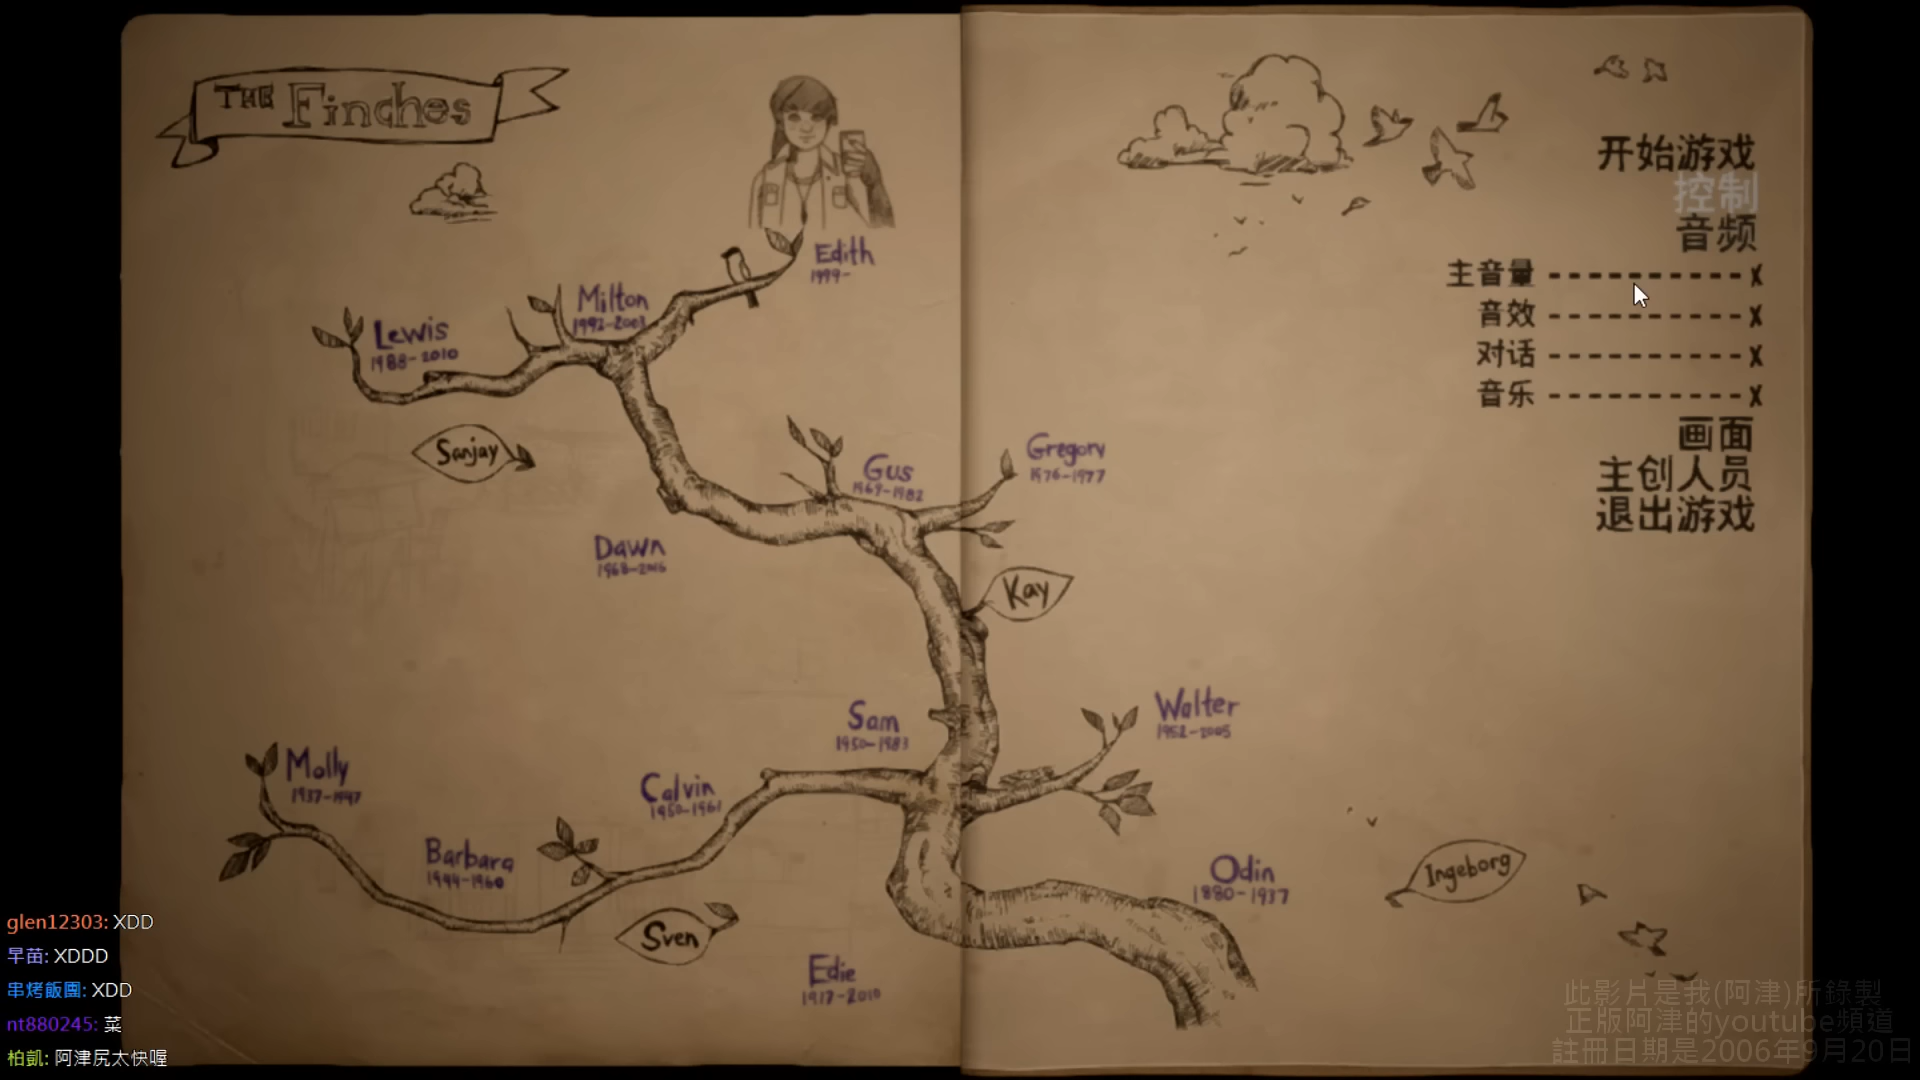 THE Finches
Edith
1999-
Milton
1992-2003
Lewis
1988-2010
Sanjay
Gus
1969-1982
Gregory
1976-1977
Dawn
1968-2016
Kay
Sam
1950-1983
Walter
1952-2005
Molly
1937-1947
Calvin
1950-1961
Barbara
1944-1960
Sven
Edie
1917-2010
Odin
1880-1937
Ingeborg
开始游戏
控制
音频
主音量 ----------X
音效 ----------X
对话 ----------X
音乐 ----------X
画面
主创人员
退出游戏
glen12303: XDD
早苗: XDDD
串烤飯團: XDD
nt880245: 菜
柏凱: 阿津尻太快喔
此影片是我(阿津)所錄製
正版阿津的youtube頻道
註冊日期是2006年9月20日